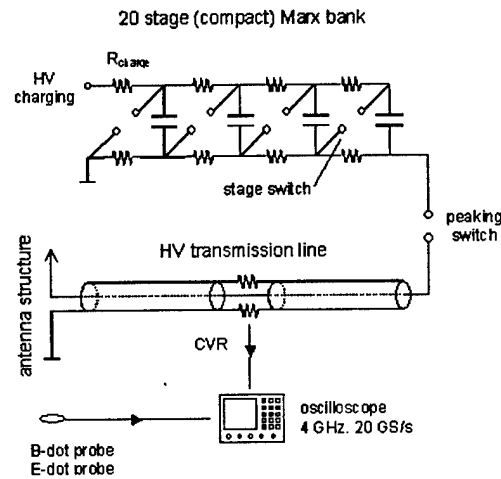 20 stage (compact) Marx bank
Rcharge
HV
charging
stage switch
peaking
switch
HV transmission line
antenna structure
CVR
oscilloscope
4 GHz. 20 GS/s
B-dot probe
E-dot probe